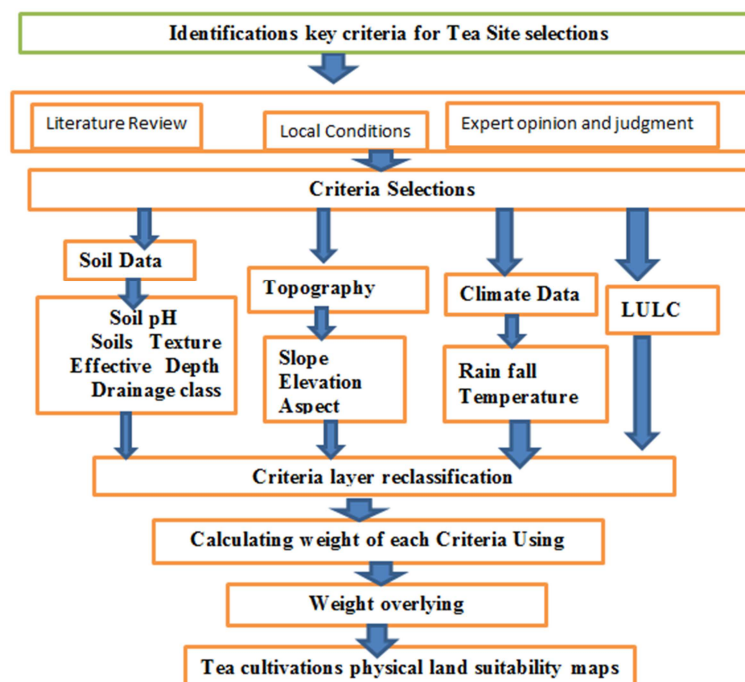 Identifications key criteria for Tea Site selections
Literature Review
Local Conditions
Expert opinion and judgment
Criteria Selections
Soil Data
Soil pH
Soils Texture
Effective Depth
Drainage class
Topography
Slope
Elevation
Aspect
Climate Data
Rain fall
Temperature
LULC
Criteria layer reclassification
Calculating weight of each Criteria Using
Weight overlying
Tea cultivations physical land suitability maps